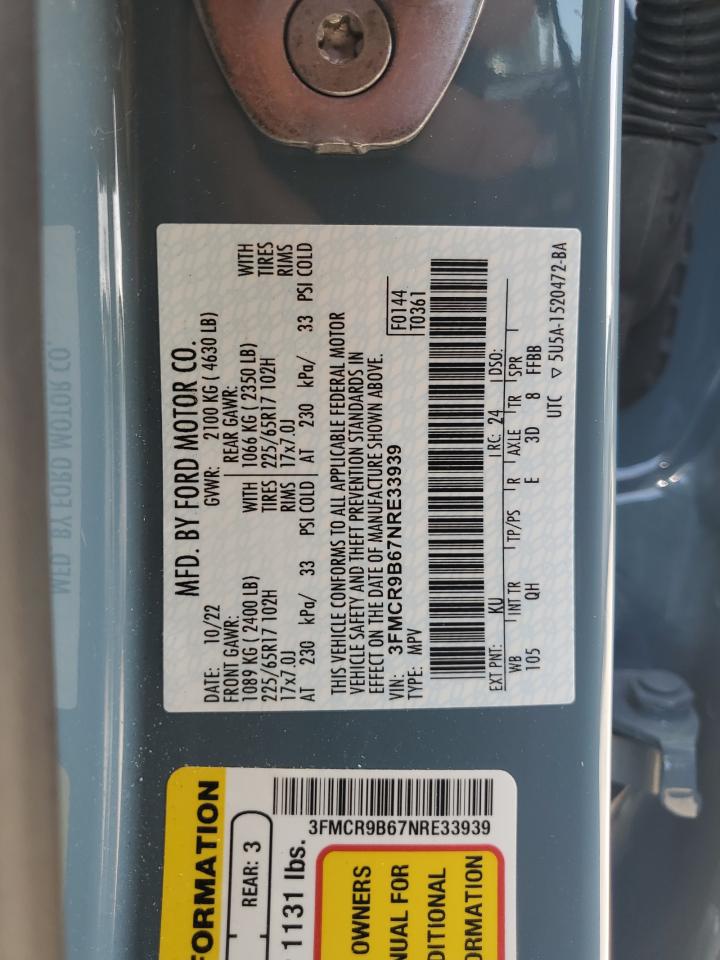 MFD. BY FORD MOTOR CO.
DATE: 10/22 GVWR: 2100 KG ( 4630 LB)
FRONT GAWR: REAR GAWR: WITH
1089 KG ( 2400 LB) 1066 KG ( 2350 LB) TIRES
225/65R17 102H TIRES 225/65R17 102H RIMS
17x7.0J RIMS 17x7.0J
AT 230 kPa/ 33 PSI COLD AT 230 kPa/ 33 PSI COLD
THIS VEHICLE CONFORMS TO ALL APPLICABLE FEDERAL MOTOR
VEHICLE SAFETY AND THEFT PREVENTION STANDARDS IN
EFFECT ON THE DATE OF MANUFACTURE SHOWN ABOVE.
VIN: 3FMCR9B67NRE33939 F0144
TYPE: MPV T0361
EXT PNT: KU RC: 24 DSO:
WB INT TR TP/PS R AXLE TR SPR
105 QH E 3D 8 FFBB
UTC ▽ 5U5A-1520472-BA
MFD. BY FORD MOTOR CO.
FORMATION
REAR: 3
1131 lbs.
3FMCR9B67NRE33939
OWNERS
NUAL FOR
DITIONAL
ORMATION